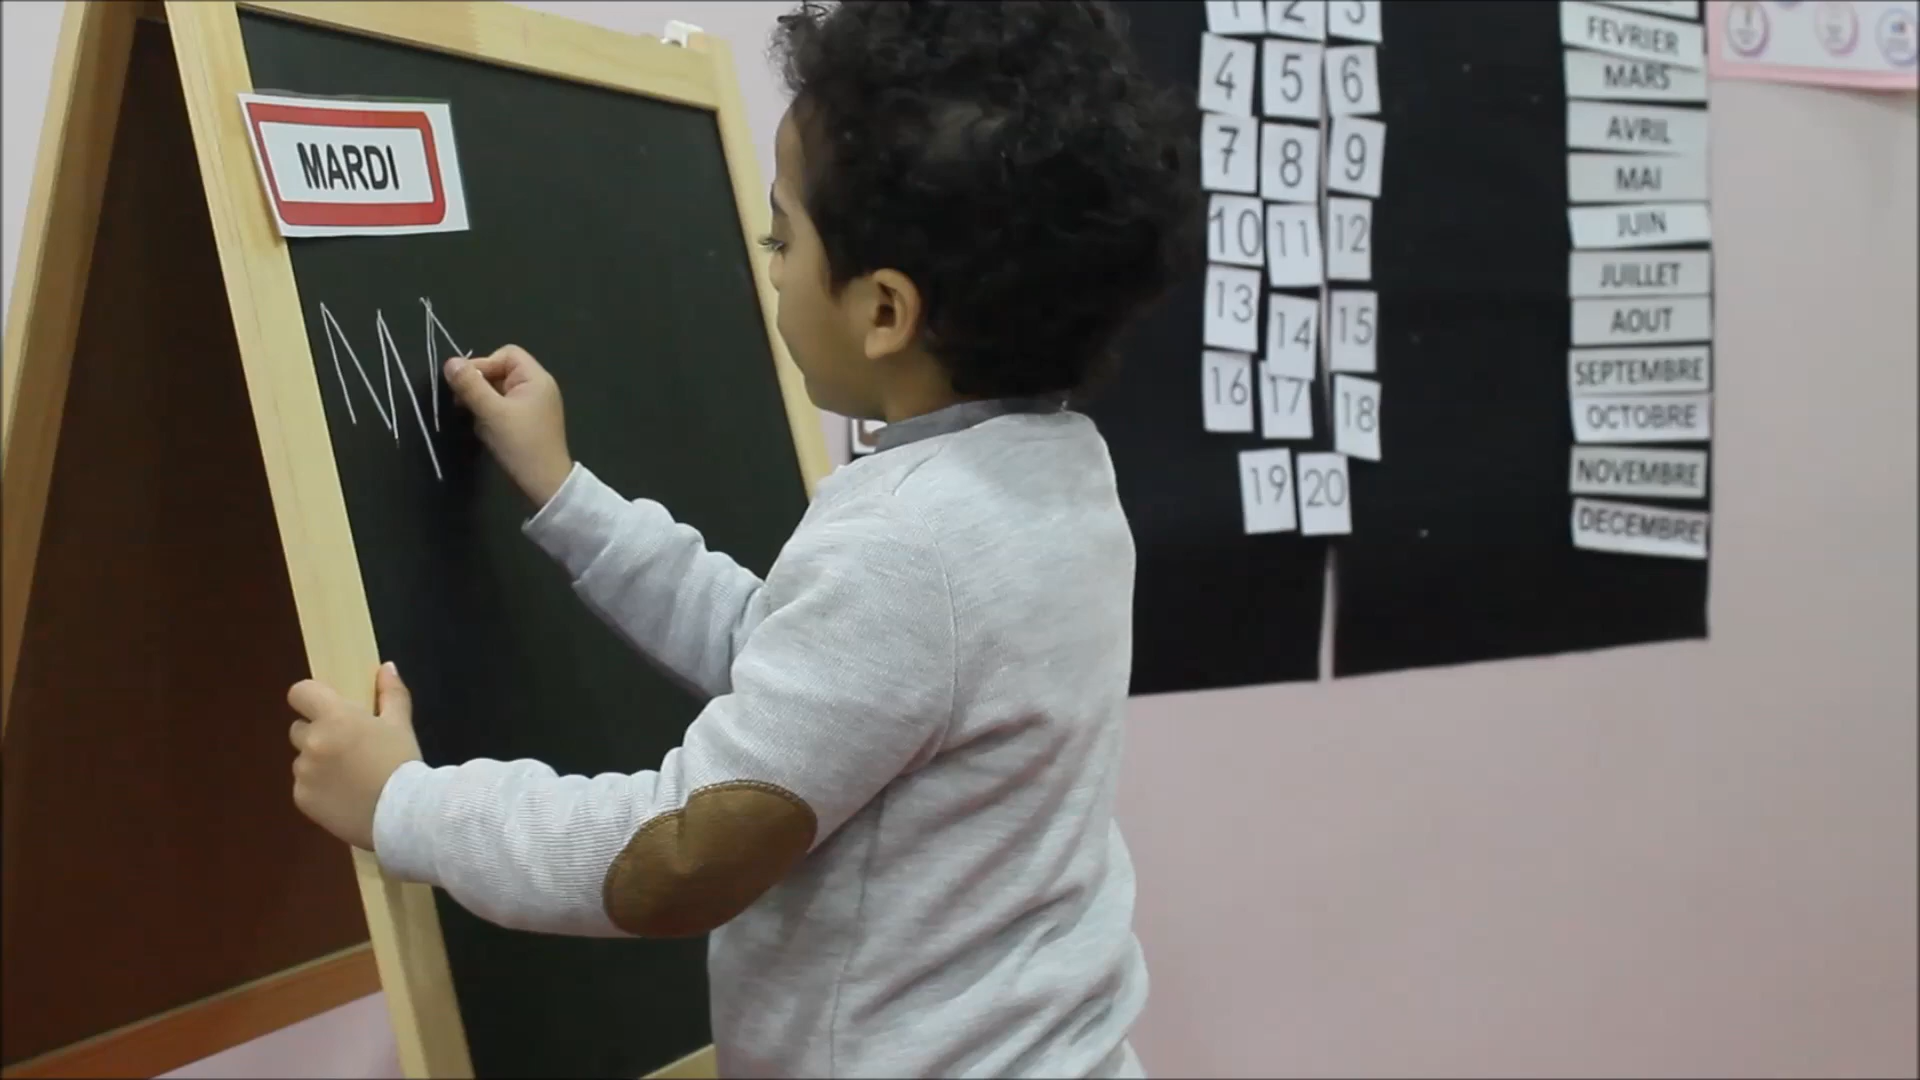 MARDI
M
1 2 3
4 5 6
7 8 9
10 11 12
13 14 15
16 17 18
19 20
FEVRIER
MARS
AVRIL
MAI
JUIN
JUILLET
AOUT
SEPTEMBRE
OCTOBRE
NOVEMBRE
DECEMBRE